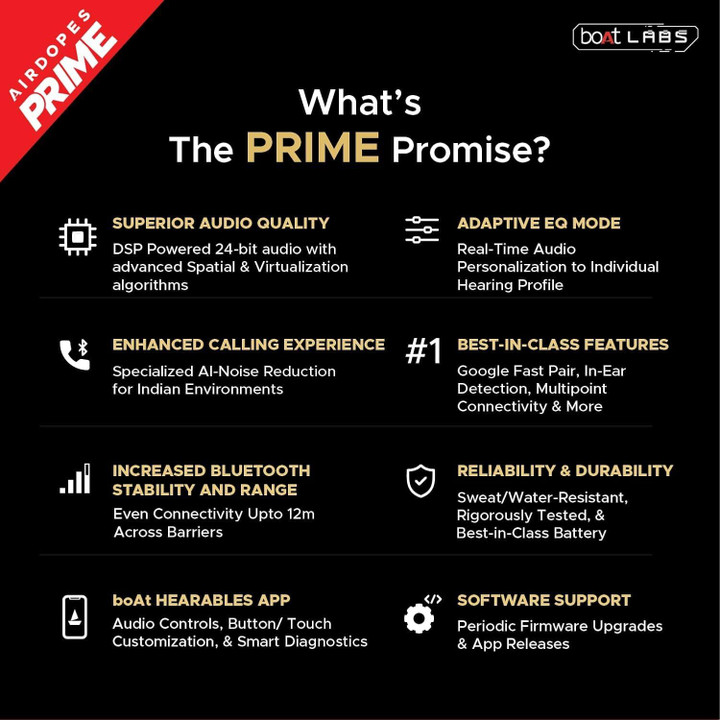 AIRDOPES
PRIME
boAt LABS
What's
The PRIME Promise?
SUPERIOR AUDIO QUALITY
DSP Powered 24-bit audio with
advanced Spatial & Virtualization
algorithms
ADAPTIVE EQ MODE
Real-Time Audio
Personalization to Individual
Hearing Profile
ENHANCED CALLING EXPERIENCE
Specialized AI-Noise Reduction
for Indian Environments
#1
BEST-IN-CLASS FEATURES
Google Fast Pair, In-Ear
Detection, Multipoint
Connectivity & More
INCREASED BLUETOOTH
STABILITY AND RANGE
Even Connectivity Upto 12m
Across Barriers
RELIABILITY & DURABILITY
Sweat/Water-Resistant,
Rigorously Tested, &
Best-in-Class Battery
boAt HEARABLES APP
Audio Controls, Button/ Touch
Customization, & Smart Diagnostics
SOFTWARE SUPPORT
Periodic Firmware Upgrades
& App Releases